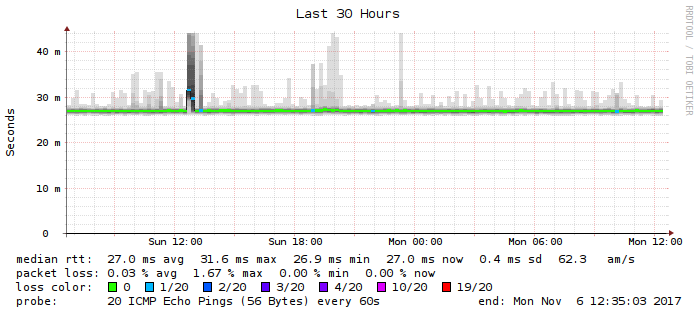 Last 30 Hours
RRDTOOL / TOBI OETIKER
Seconds
40 m
30 m
20 m
10 m
0
Sun 12:00 Sun 18:00 Mon 00:00 Mon 06:00 Mon 12:00
median rtt: 27.0 ms avg 31.6 ms max 26.9 ms min 27.0 ms now 0.4 ms sd 62.3 am/s
packet loss: 0.03 % avg 1.67 % max 0.00 % min 0.00 % now
loss color: 0 1/20 2/20 3/20 4/20 10/20 19/20
probe: 20 ICMP Echo Pings (56 Bytes) every 60s end: Mon Nov 6 12:35:03 2017